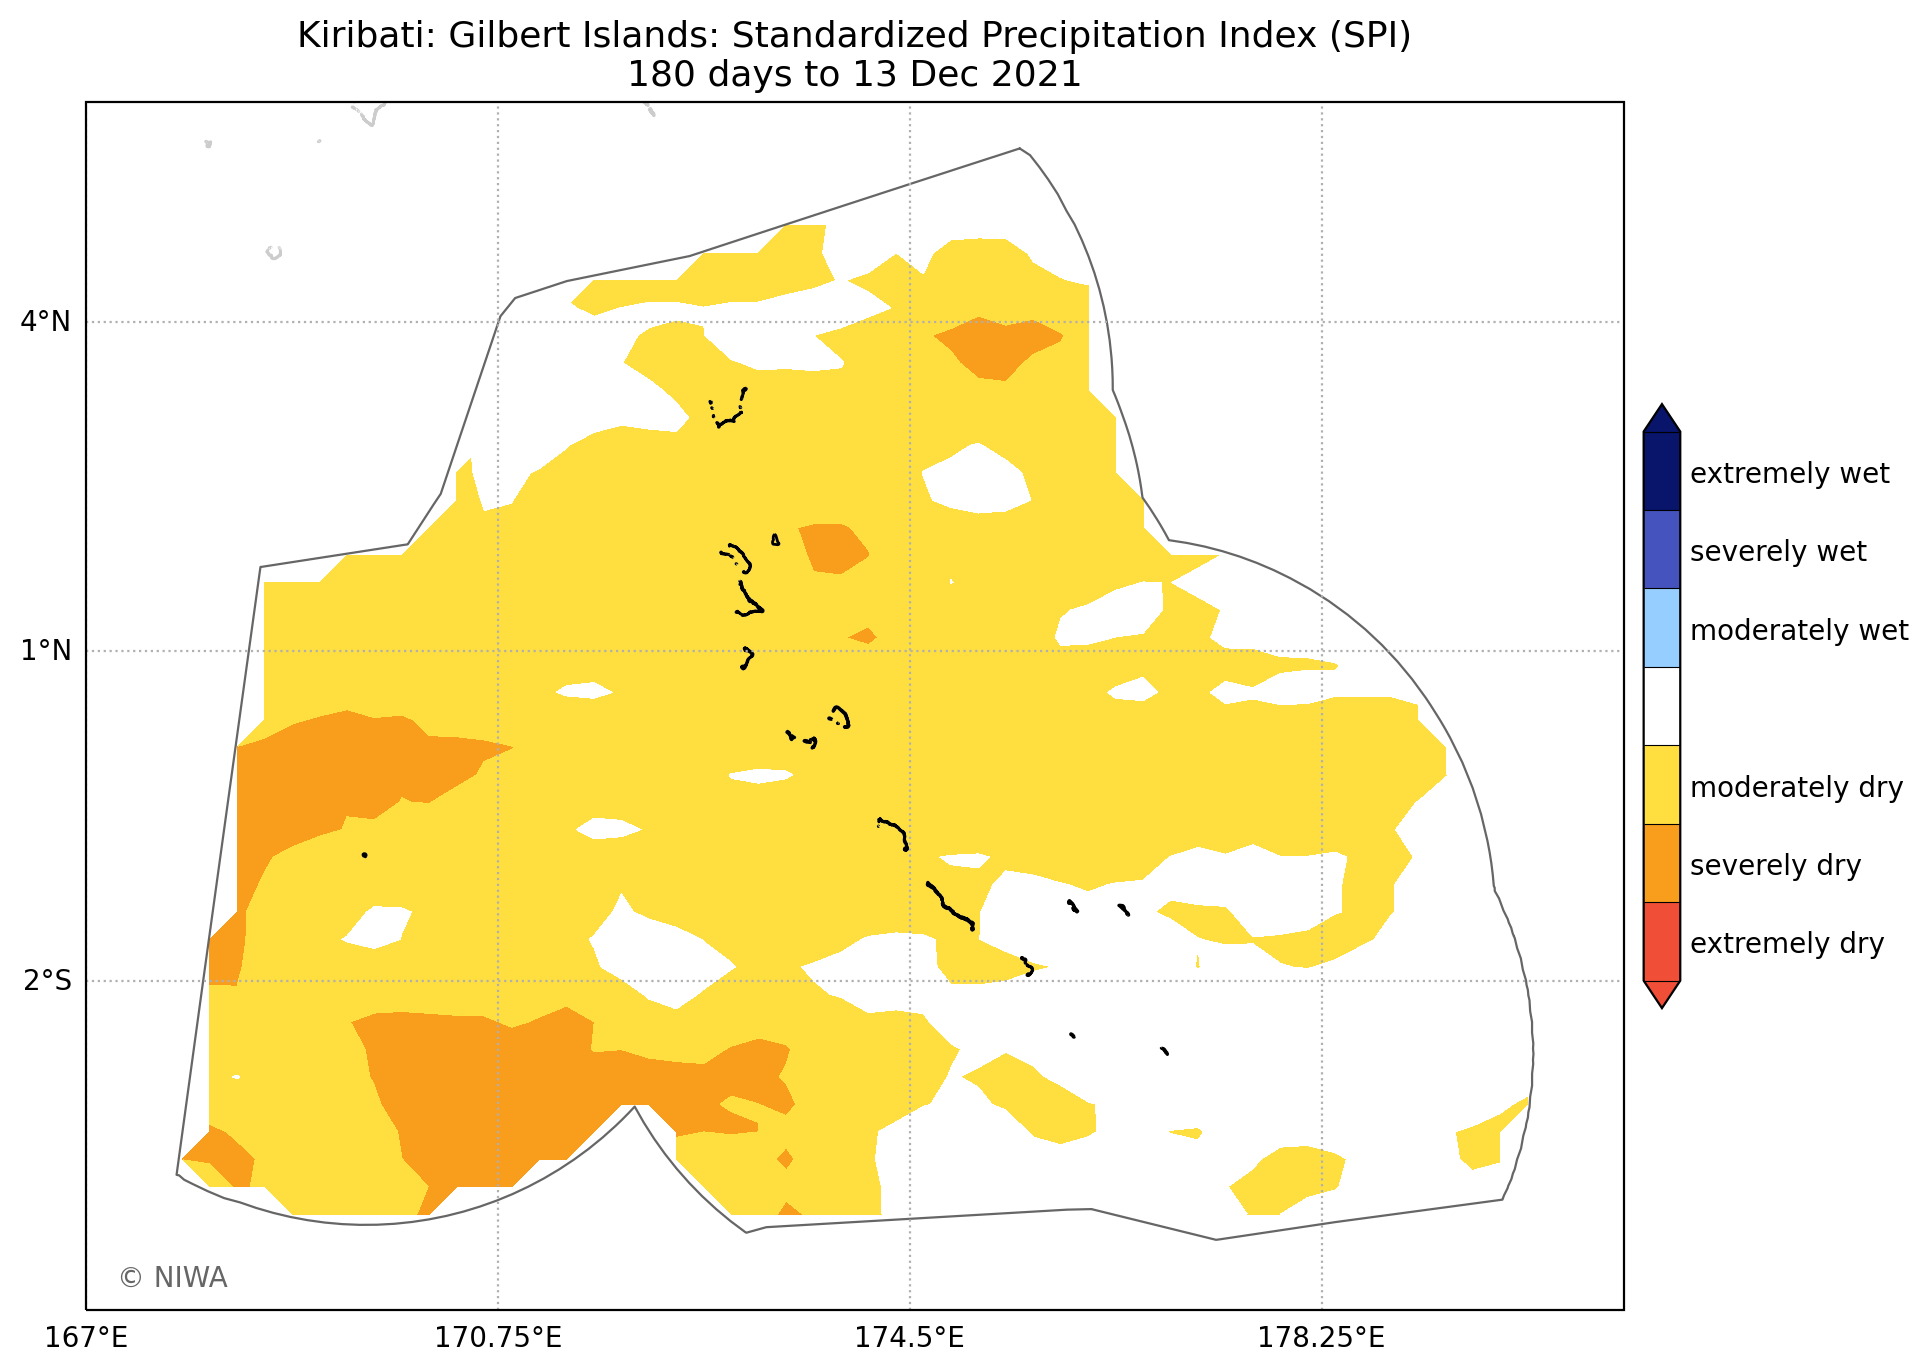 Kiribati: Gilbert Islands: Standardized Precipitation Index (SPI)
180 days to 13 Dec 2021
4°N
1°N
2°S
extremely wet
severely wet
moderately wet
moderately dry
severely dry
extremely dry
© NIWA
167°E 170.75°E 174.5°E 178.25°E